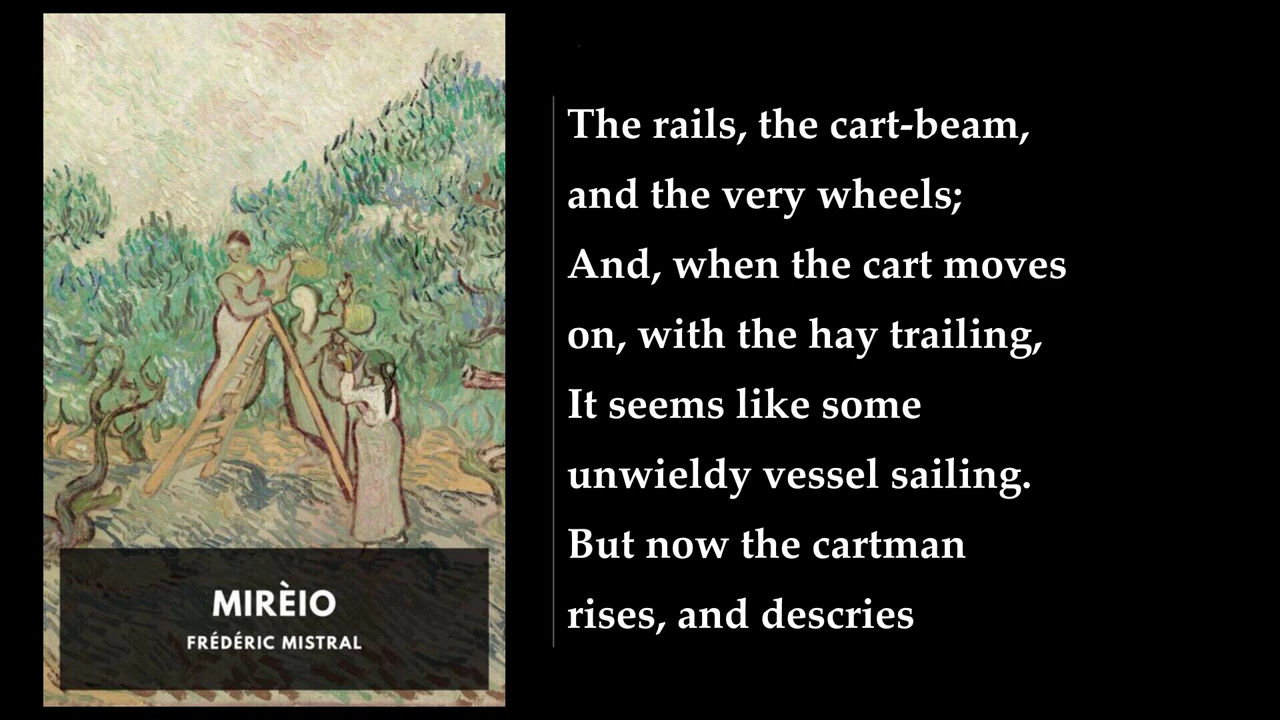 MIRÈIO
FRÉDÉRIC MISTRAL
The rails, the cart-beam,
and the very wheels;
And, when the cart moves
on, with the hay trailing,
It seems like some
unwieldy vessel sailing.
But now the cartman
rises, and descries